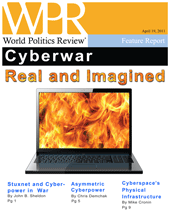 WPR
April 19, 2011
World Politics Review
Feature Report
Cyberwar
Real and Imagined
Stuxnet and Cyber-
power in War
By John B. Sheldon
Pg 1
Asymmetric
Cyberpower
By Chris Demchak
Pg 5
Cyberspace's
Physical
Infrastructure
By Mike Cronin
Pg 9